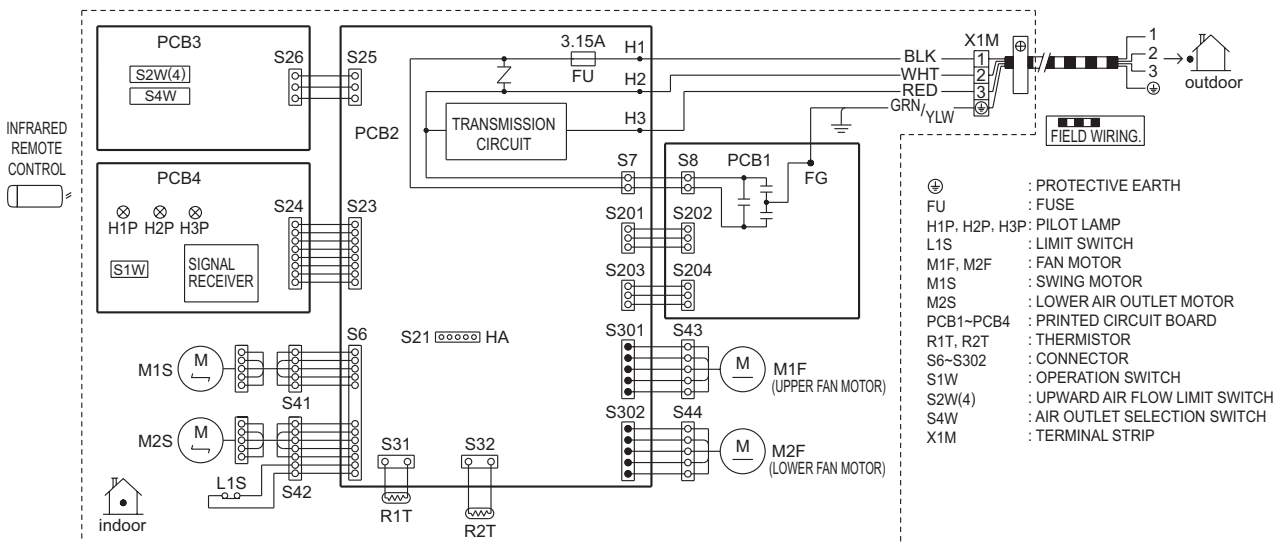 PCB3
S2W(4)
S4W
S26
S25
3.15A
FU
H1
H2
H3
BLK
WHT
RED
GRN/YLW
X1M
1
2
3
1
2
3
outdoor
FIELD WIRING.
INFRARED
REMOTE
CONTROL
PCB2
TRANSMISSION
CIRCUIT
PCB4
H1P H2P H3P
S1W
SIGNAL
RECEIVER
S24
S23
S7
S8
PCB1
FG
S201
S202
S203
S204
S21
HA
S6
M1S
M
S41
M2S
M
S42
L1S
S31
R1T
S32
R2T
S301
S43
M
M1F
(UPPER FAN MOTOR)
S302
S44
M
M2F
(LOWER FAN MOTOR)
indoor
: PROTECTIVE EARTH
FU : FUSE
H1P, H2P, H3P : PILOT LAMP
L1S : LIMIT SWITCH
M1F, M2F : FAN MOTOR
M1S : SWING MOTOR
M2S : LOWER AIR OUTLET MOTOR
PCB1~PCB4 : PRINTED CIRCUIT BOARD
R1T, R2T : THERMISTOR
S6~S302 : CONNECTOR
S1W : OPERATION SWITCH
S2W(4) : UPWARD AIR FLOW LIMIT SWITCH
S4W : AIR OUTLET SELECTION SWITCH
X1M : TERMINAL STRIP